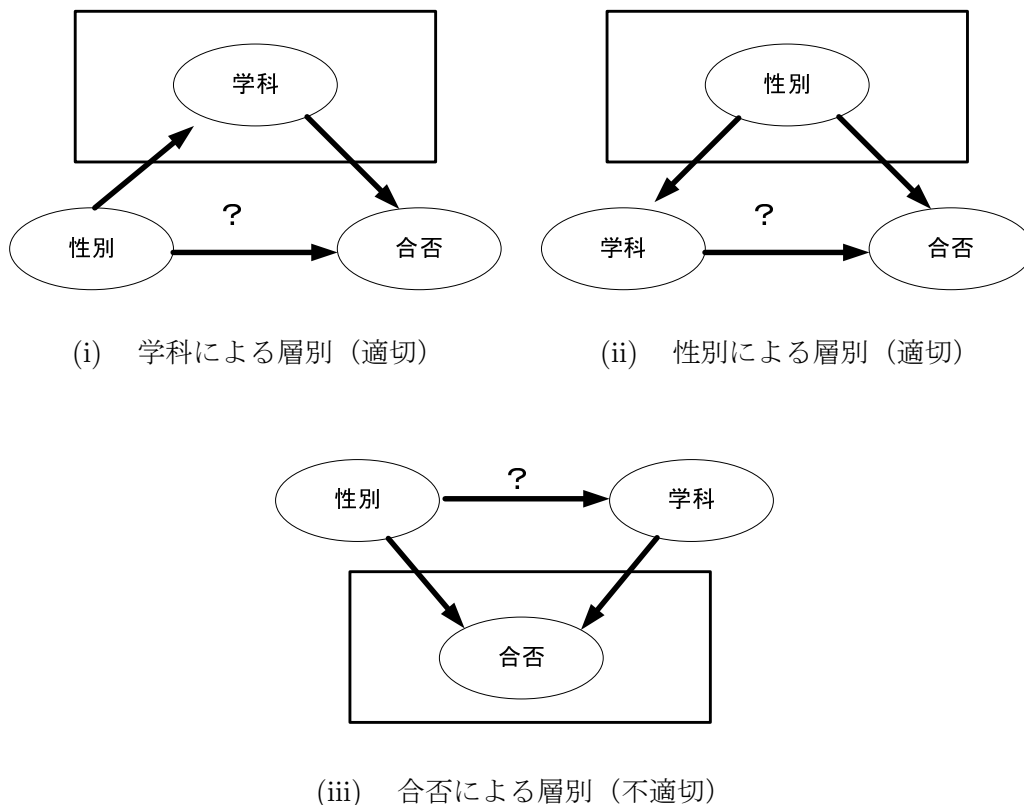 学科
性別
?
合否
(i) 学科による層別（適切）
性別
学科
?
合否
(ii) 性別による層別（適切）
性別
?
学科
合否
(iii) 合否による層別（不適切）